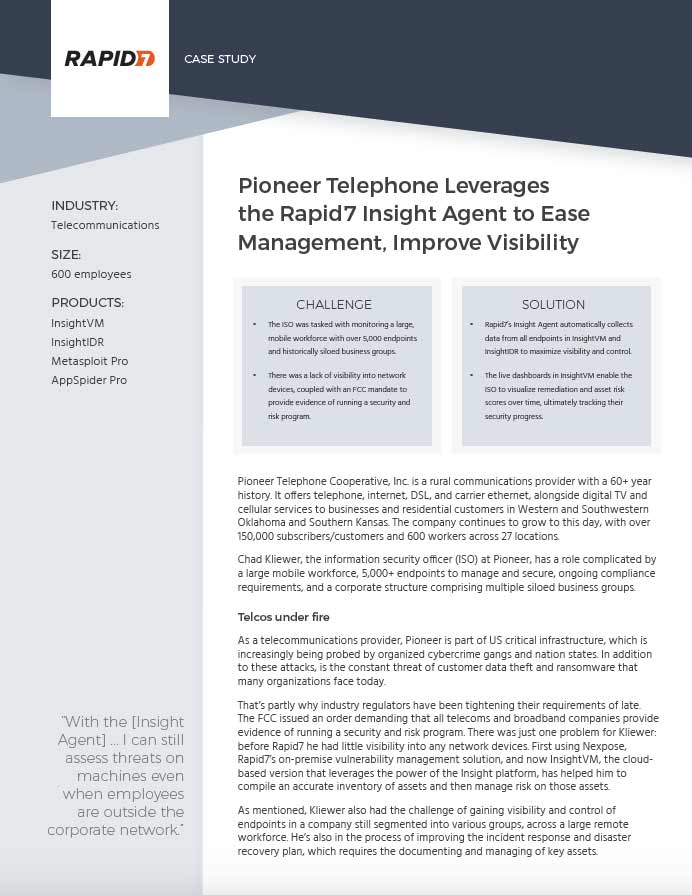 RAPID7
CASE STUDY
INDUSTRY:
Telecommunications
SIZE:
600 employees
PRODUCTS:
InsightVM
InsightIDR
Metasploit Pro
AppSpider Pro
"With the [Insight
Agent] ... I can still
assess threats on
machines even
when employees
are outside the
corporate network."
Pioneer Telephone Leverages
the Rapid7 Insight Agent to Ease
Management, Improve Visibility
CHALLENGE
• The ISO was tasked with monitoring a large,
mobile workforce with over 5,000 endpoints
and historically siloed business groups.
• There was a lack of visibility into network
devices, coupled with an FCC mandate to
provide evidence of running a security and
risk program.
SOLUTION
• Rapid7's Insight Agent automatically collects
data from all endpoints in InsightVM and
InsightIDR to maximize visibility and control.
• The live dashboards in InsightVM enable the
ISO to visualize remediation and asset risk
scores over time, ultimately tracking their
security progress.
Pioneer Telephone Cooperative, Inc. is a rural communications provider with a 60+ year
history. It offers telephone, internet, DSL, and carrier ethernet, alongside digital TV and
cellular services to businesses and residential customers in Western and Southwestern
Oklahoma and Southern Kansas. The company continues to grow to this day, with over
150,000 subscribers/customers and 600 workers across 27 locations.
Chad Kliewer, the information security officer (ISO) at Pioneer, has a role complicated by
a large mobile workforce, 5,000+ endpoints to manage and secure, ongoing compliance
requirements, and a corporate structure comprising multiple siloed business groups.
Telcos under fire
As a telecommunications provider, Pioneer is part of US critical infrastructure, which is
increasingly being probed by organized cybercrime gangs and nation states. In addition
to these attacks, is the constant threat of customer data theft and ransomware that
many organizations face today.
That's partly why industry regulators have been tightening their requirements of late.
The FCC issued an order demanding that all telecoms and broadband companies provide
evidence of running a security and risk program. There was just one problem for Kliewer:
before Rapid7 he had little visibility into any network devices. First using Nexpose,
Rapid7's on-premise vulnerability management solution, and now InsightVM, the cloud-
based version that leverages the power of the Insight platform, has helped him to
compile an accurate inventory of assets and then manage risk on those assets.
As mentioned, Kliewer also had the challenge of gaining visibility and control of
endpoints in a company still segmented into various groups, across a large remote
workforce. He's also in the process of improving the incident response and disaster
recovery plan, which requires the documenting and managing of key assets.